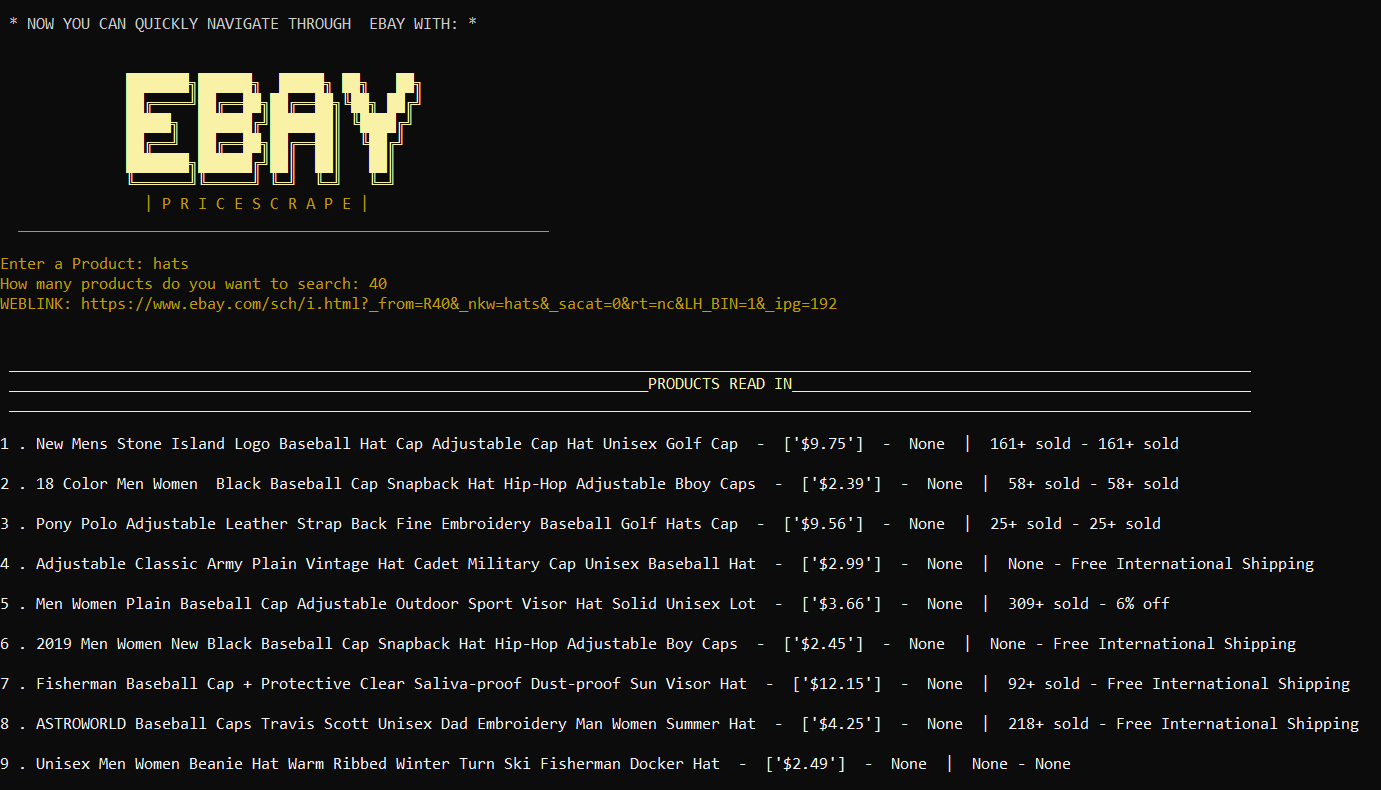 * NOW YOU CAN QUICKLY NAVIGATE THROUGH  EBAY WITH: *
EBAY
| P R I C E S C R A P E |
Enter a Product: hats
How many products do you want to search: 40
WEBLINK: https://www.ebay.com/sch/i.html?_from=R40&_nkw=hats&_sacat=0&rt=nc&LH_BIN=1&_ipg=192
PRODUCTS READ IN
1 . New Mens Stone Island Logo Baseball Hat Cap Adjustable Cap Hat Unisex Golf Cap  -  ['$9.75']  -  None  |  161+ sold - 161+ sold
2 . 18 Color Men Women  Black Baseball Cap Snapback Hat Hip-Hop Adjustable Bboy Caps  -  ['$2.39']  -  None  |  58+ sold - 58+ sold
3 . Pony Polo Adjustable Leather Strap Back Fine Embroidery Baseball Golf Hats Cap  -  ['$9.56']  -  None  |  25+ sold - 25+ sold
4 . Adjustable Classic Army Plain Vintage Hat Cadet Military Cap Unisex Baseball Hat  -  ['$2.99']  -  None  |  None - Free International Shipping
5 . Men Women Plain Baseball Cap Adjustable Outdoor Sport Visor Hat Solid Unisex Lot  -  ['$3.66']  -  None  |  309+ sold - 6% off
6 . 2019 Men Women New Black Baseball Cap Snapback Hat Hip-Hop Adjustable Boy Caps  -  ['$2.45']  -  None  |  None - Free International Shipping
7 . Fisherman Baseball Cap + Protective Clear Saliva-proof Dust-proof Sun Visor Hat  -  ['$12.15']  -  None  |  92+ sold - Free International Shipping
8 . ASTROWORLD Baseball Caps Travis Scott Unisex Dad Embroidery Man Women Summer Hat  -  ['$4.25']  -  None  |  218+ sold - Free International Shipping
9 . Unisex Men Women Beanie Hat Warm Ribbed Winter Turn Ski Fisherman Docker Hat  -  ['$2.49']  -  None  |  None - None